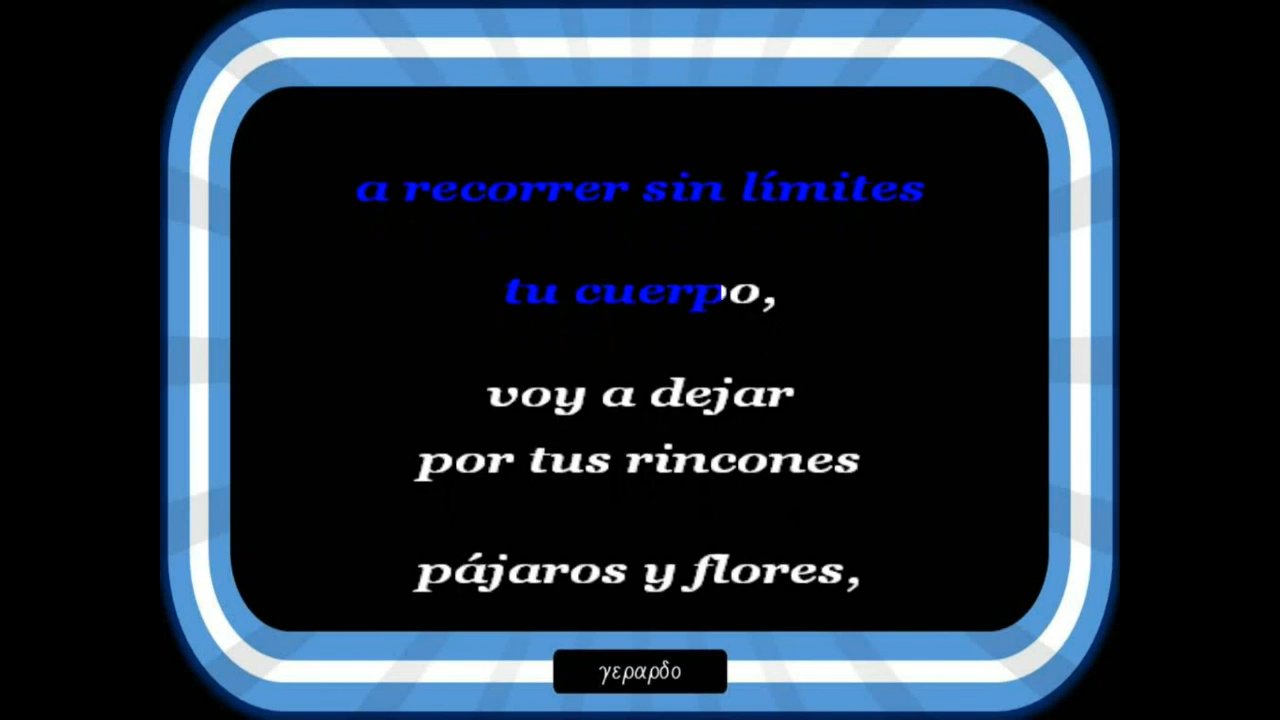 a recorrer sin límites
tu cuerpo,
voy a dejar
por tus rincones
pájaros y flores,
γεραρδο